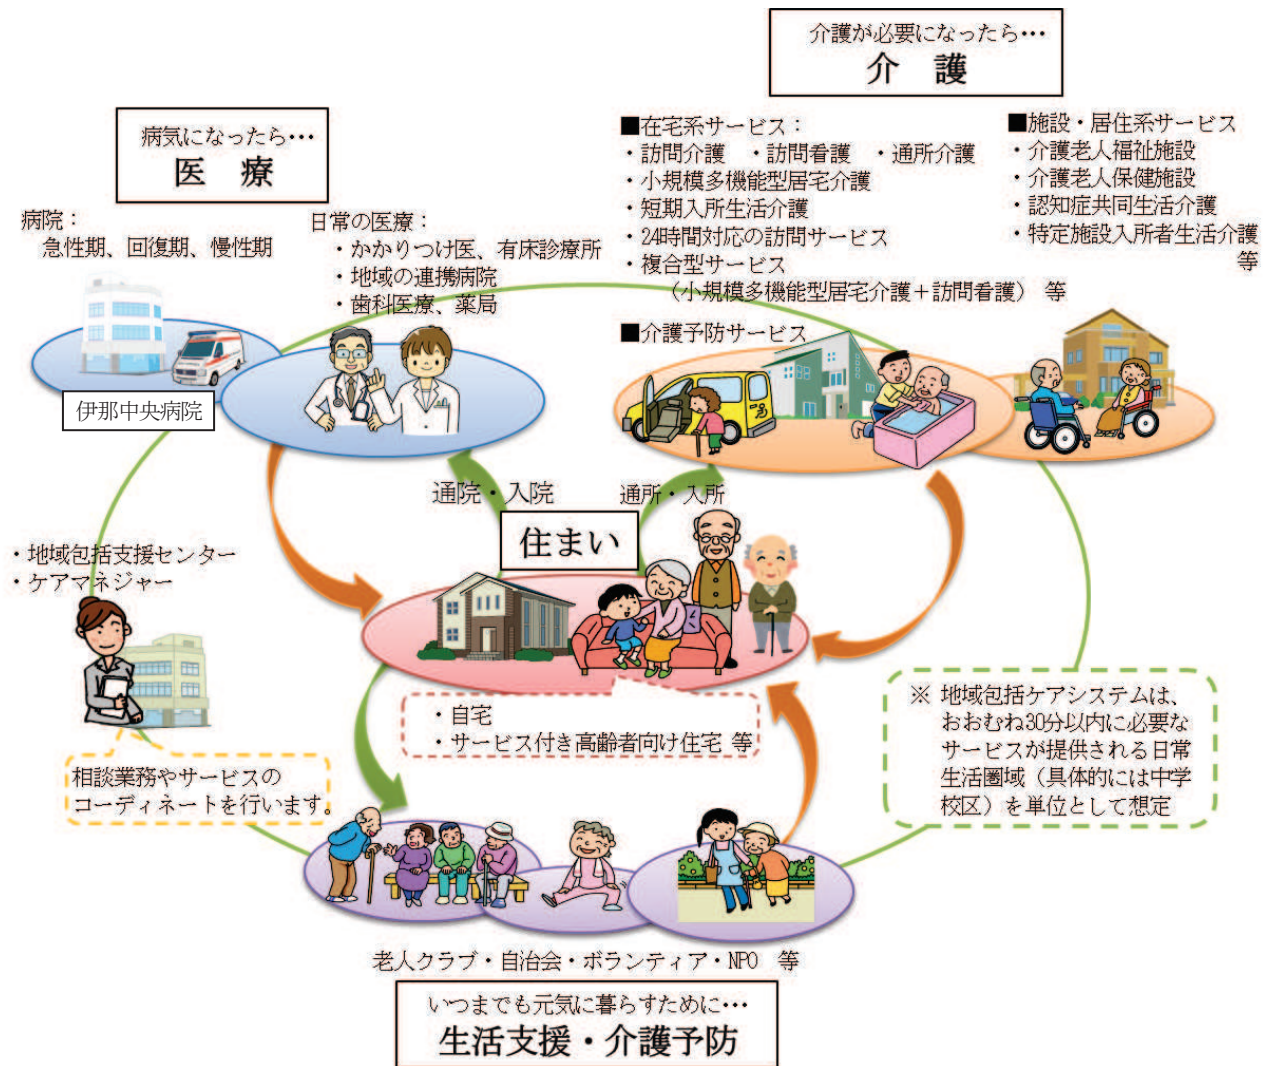 介護が必要になったら…
介　護
病気になったら…
医　療
病院：
急性期、回復期、慢性期
日常の医療：
・かかりつけ医、有床診療所
・地域の連携病院
・歯科医療、薬局
■在宅系サービス：
・訪問介護　・訪問看護　・通所介護
・小規模多機能型居宅介護
・短期入所生活介護
・24時間対応の訪問サービス
・複合型サービス
（小規模多機能型居宅介護＋訪問看護）　等
■介護予防サービス
■施設・居住系サービス
・介護老人福祉施設
・介護老人保健施設
・認知症共同生活介護
・特定施設入所者生活介護
等
伊那中央病院
通院・入院
通所・入所
住まい
・地域包括支援センター
・ケアマネジャー
相談業務やサービスの
コーディネートを行います。
・自宅
・サービス付き高齢者向け住宅 等
※ 地域包括ケアシステムは、
おおむね30分以内に必要な
サービスが提供される日常
生活圏域（具体的には中学
校区）を単位として想定
老人クラブ・自治会・ボランティア・NPO　等
いつまでも元気に暮らすために…
生活支援・介護予防